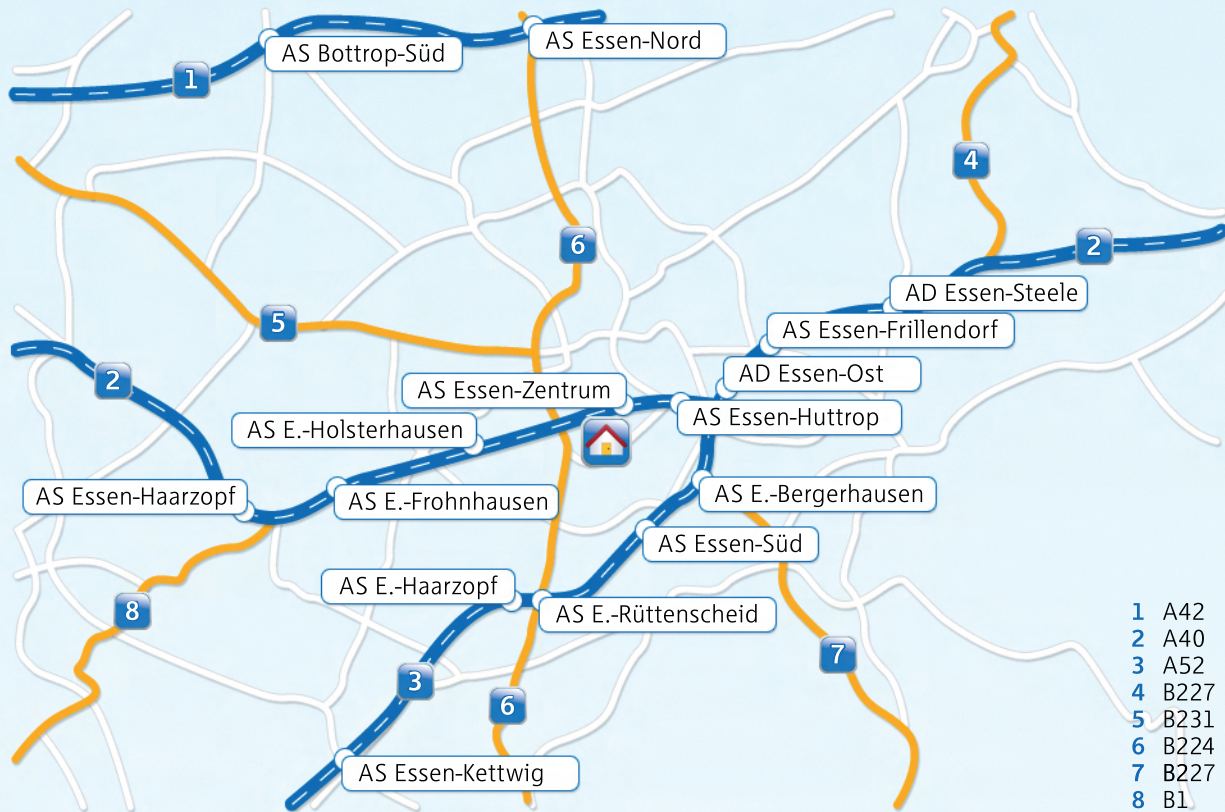 AS Essen-Nord
AS Bottrop-Süd
1
4
6
2
AD Essen-Steele
5
AS Essen-Frillendorf
2
AD Essen-Ost
AS Essen-Zentrum
AS Essen-Huttrop
AS E.-Holsterhausen
AS Essen-Haarzopf
AS E.-Frohnhausen
AS E.-Bergerhausen
AS Essen-Süd
AS E.-Haarzopf
8
AS E.-Rüttenscheid
7
3
6
AS Essen-Kettwig
1 A42
2 A40
3 A52
4 B227
5 B231
6 B224
7 B227
8 B1